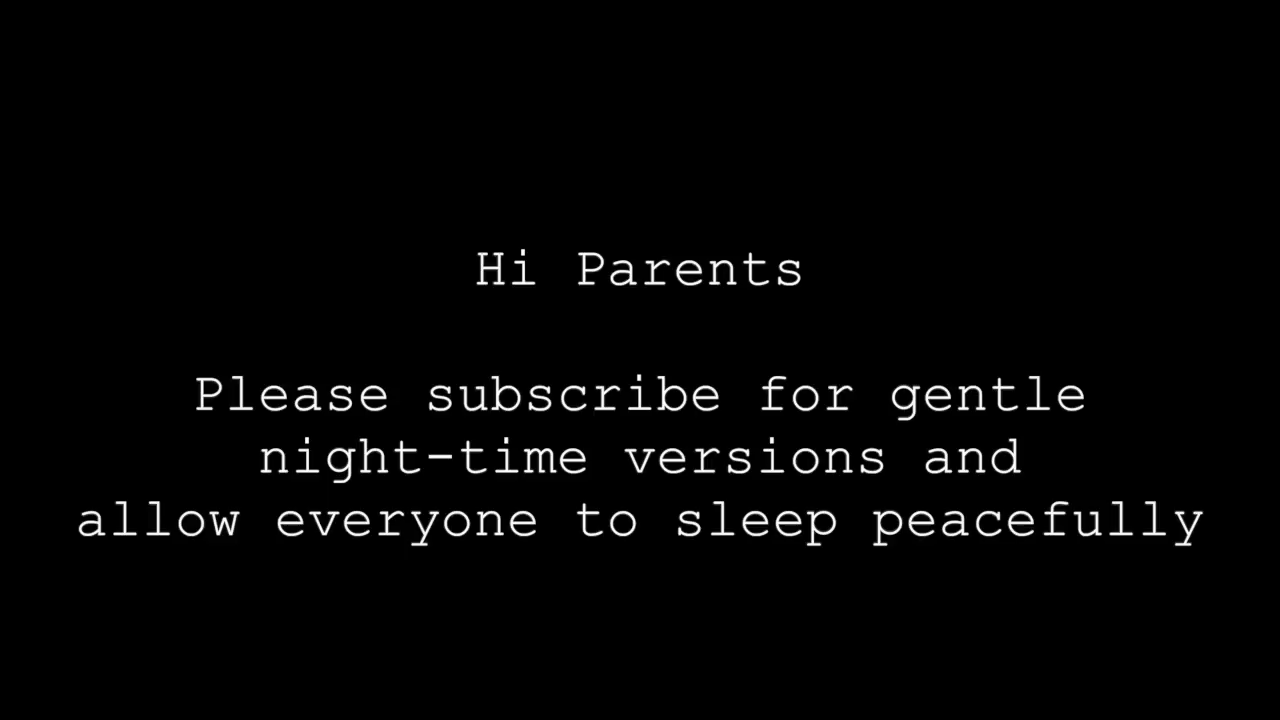 Hi Parents
Please subscribe for gentle
night-time versions and
allow everyone to sleep peacefully